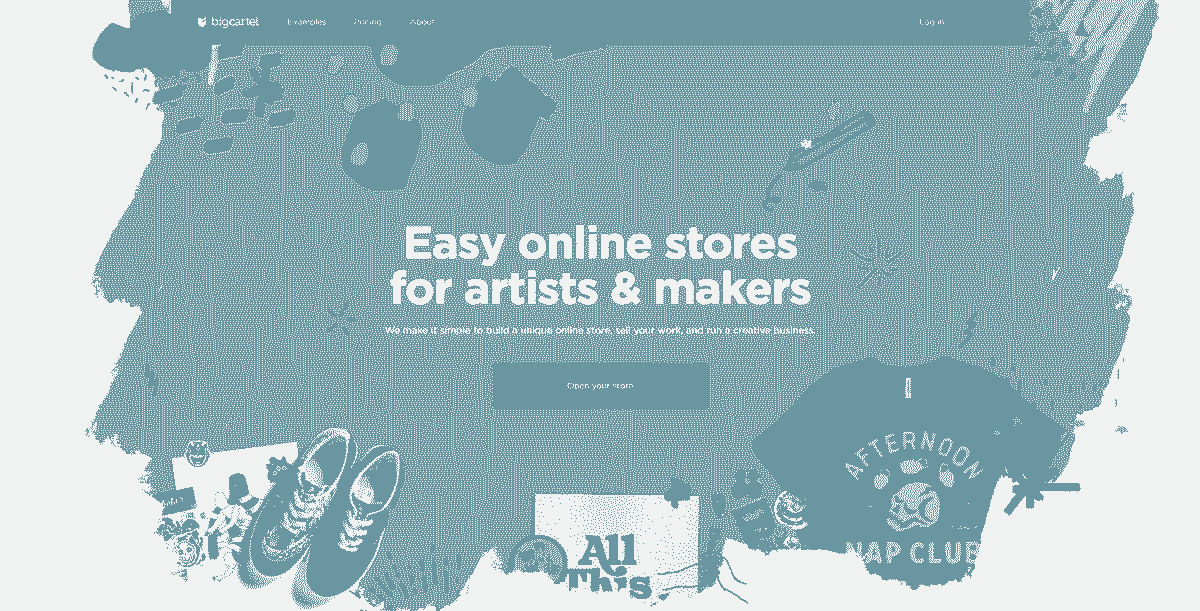 bigcartel
Examples
Pricing
About
Log in
Easy online stores
for artists & makers
We make it simple to build a unique online store, sell your work, and run a creative business.
Open your store
AFTERNOON
NAP CLUB
All
This